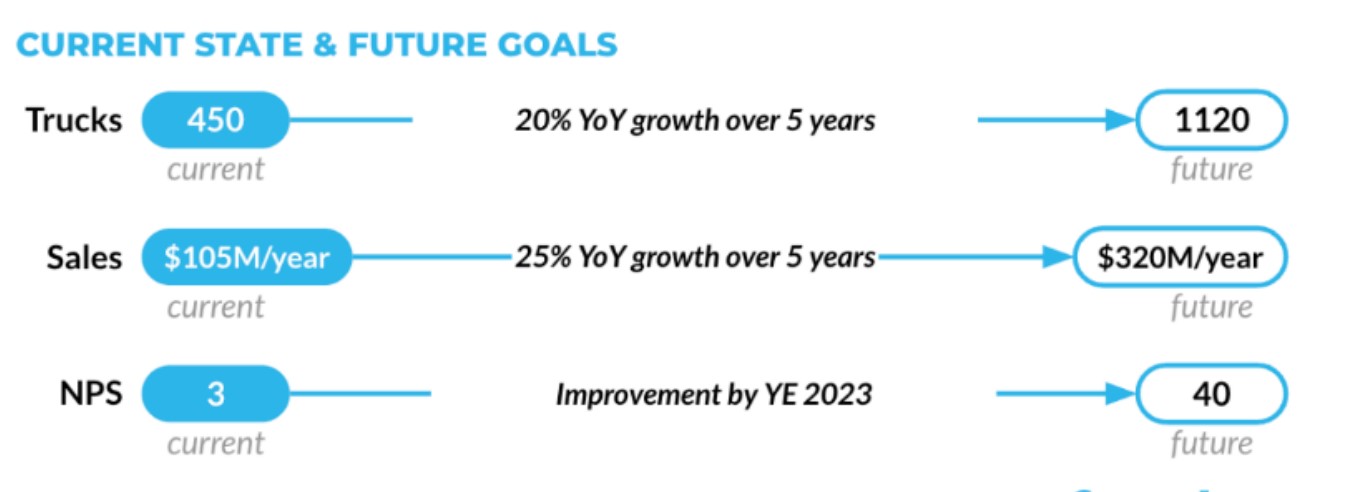 CURRENT STATE & FUTURE GOALS
Trucks 450 20% YoY growth over 5 years 1120
current future
Sales $105M/year 25% YoY growth over 5 years $320M/year
current future
NPS 3 Improvement by YE 2023 40
current future